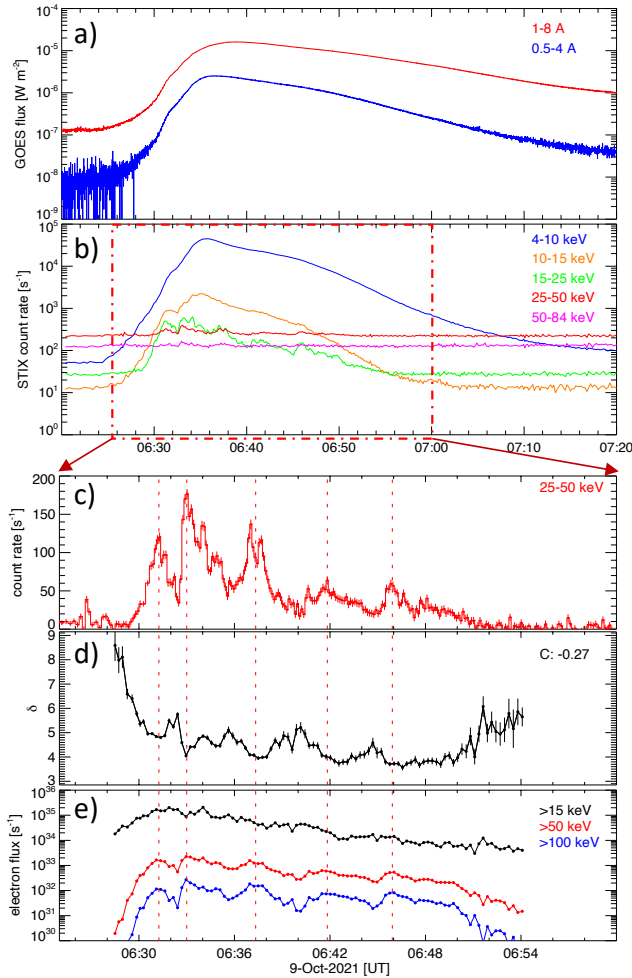 a)
1-8 A
0.5-4 A
GOES flux [W m⁻²]
10⁻⁴
10⁻⁵
10⁻⁶
10⁻⁷
10⁻⁸
10⁻⁹
b)
4-10 keV
10-15 keV
15-25 keV
25-50 keV
50-84 keV
STIX count rate [s⁻¹]
10⁵
10⁴
10³
10²
10¹
10⁰
06:30 06:40 06:50 07:00 07:10 07:20
c)
25-50 keV
count rate [s⁻¹]
200
150
100
50
0
d)
C: -0.27
δ
9
8
7
6
5
4
3
e)
>15 keV
>50 keV
>100 keV
electron flux [s⁻¹]
10³⁶
10³⁵
10³⁴
10³³
10³²
10³¹
10³⁰
06:30 06:36 06:42 06:48 06:54
9-Oct-2021 [UT]